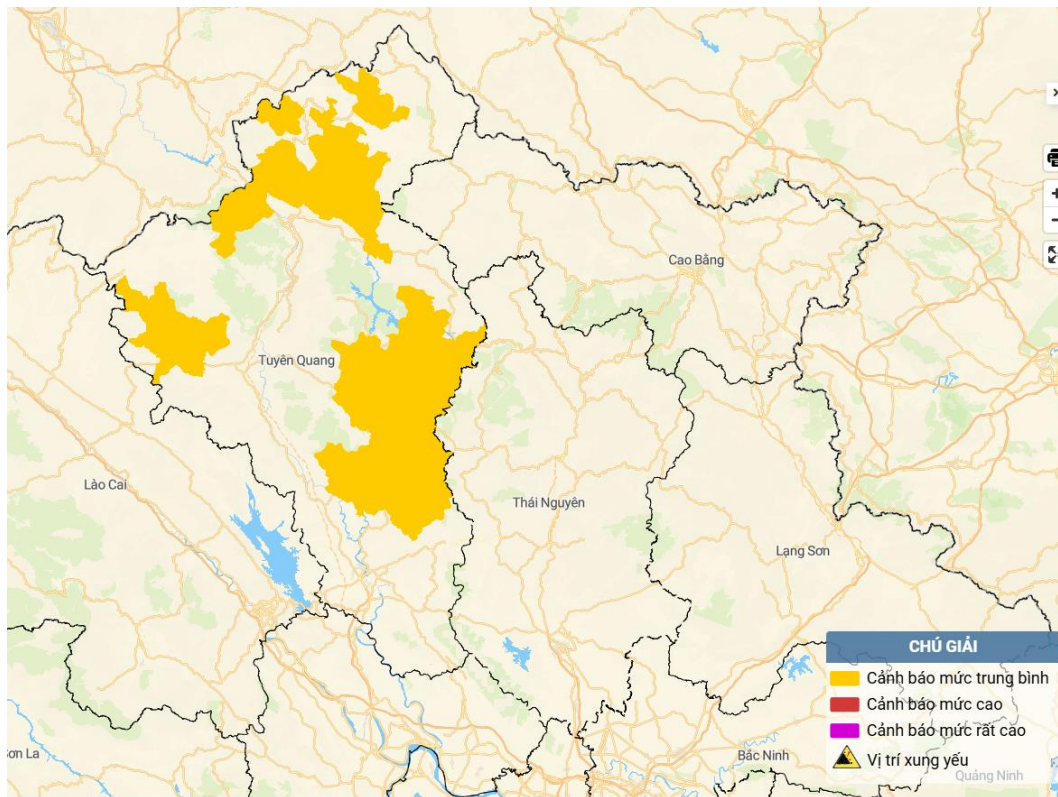 Cao Bằng
Tuyên Quang
Lào Cai
Thái Nguyên
Lạng Sơn
CHÚ GIẢI
Cảnh báo mức trung bình
Cảnh báo mức cao
Cảnh báo mức rất cao
Vị trí xung yếu
Sơn La
Bắc Ninh
Quảng Ninh